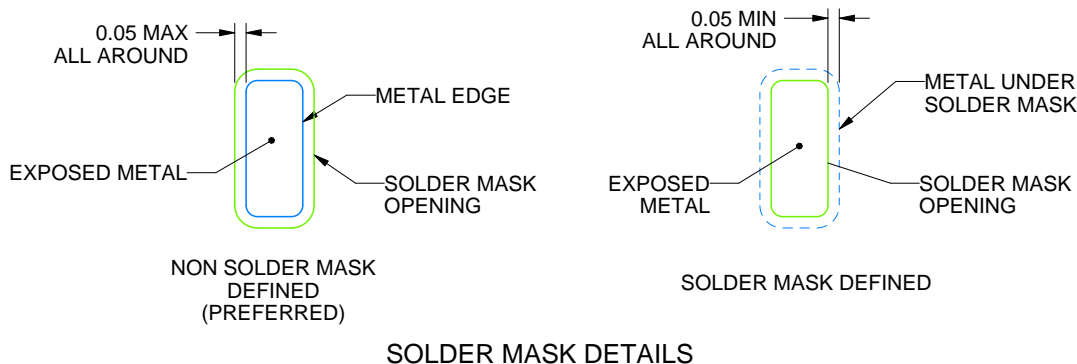 0.05 MAX
ALL AROUND
METAL EDGE
EXPOSED METAL
SOLDER MASK
OPENING
NON SOLDER MASK
DEFINED
(PREFERRED)
0.05 MIN
ALL AROUND
METAL UNDER
SOLDER MASK
EXPOSED
METAL
SOLDER MASK
OPENING
SOLDER MASK DEFINED
SOLDER MASK DETAILS